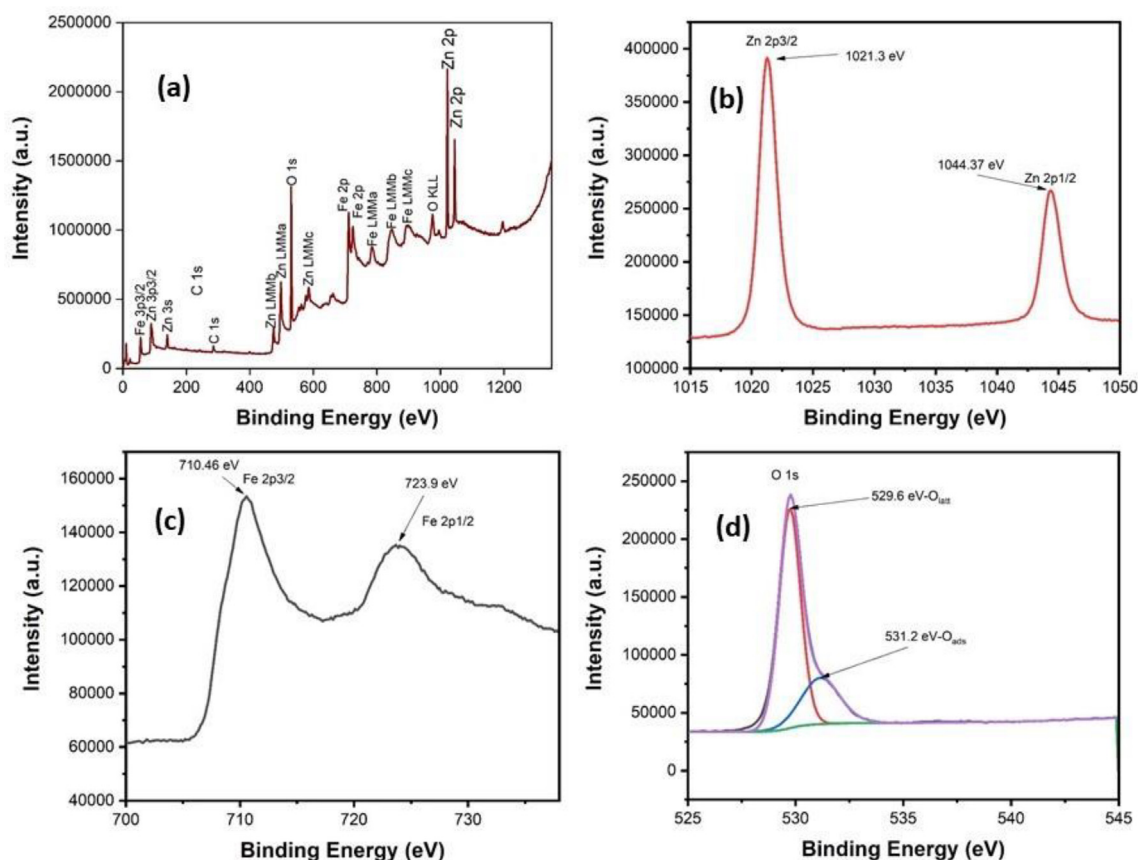 (a)
Intensity (a.u.)
2500000
2000000
1500000
1000000
500000
0
Fe 3p3/2
Zn 3p3/2
Zn 3s
C 1s
C 1s
Zn LMMb
Zn LMMa
O 1s
Zn LMMc
Fe 2p
Fe 2p
Fe LMMa
Fe LMMb
Fe LMMc
O KLL
Zn 2p
Zn 2p
0 200 400 600 800 1000 1200
Binding Energy (eV)
(b)
Intensity (a.u.)
400000
350000
300000
250000
200000
150000
100000
Zn 2p3/2
1021.3 eV
1044.37 eV
Zn 2p1/2
1015 1020 1025 1030 1035 1040 1045 1050
Binding Energy (eV)
(c)
Intensity (a.u.)
160000
140000
120000
100000
80000
60000
40000
710.46 eV
Fe 2p3/2
723.9 eV
Fe 2p1/2
700 710 720 730
Binding Energy (eV)
(d)
Intensity (a.u.)
250000
200000
150000
100000
50000
0
O 1s
529.6 eV-Olatt
531.2 eV-Oads
525 530 535 540 545
Binding Energy (eV)